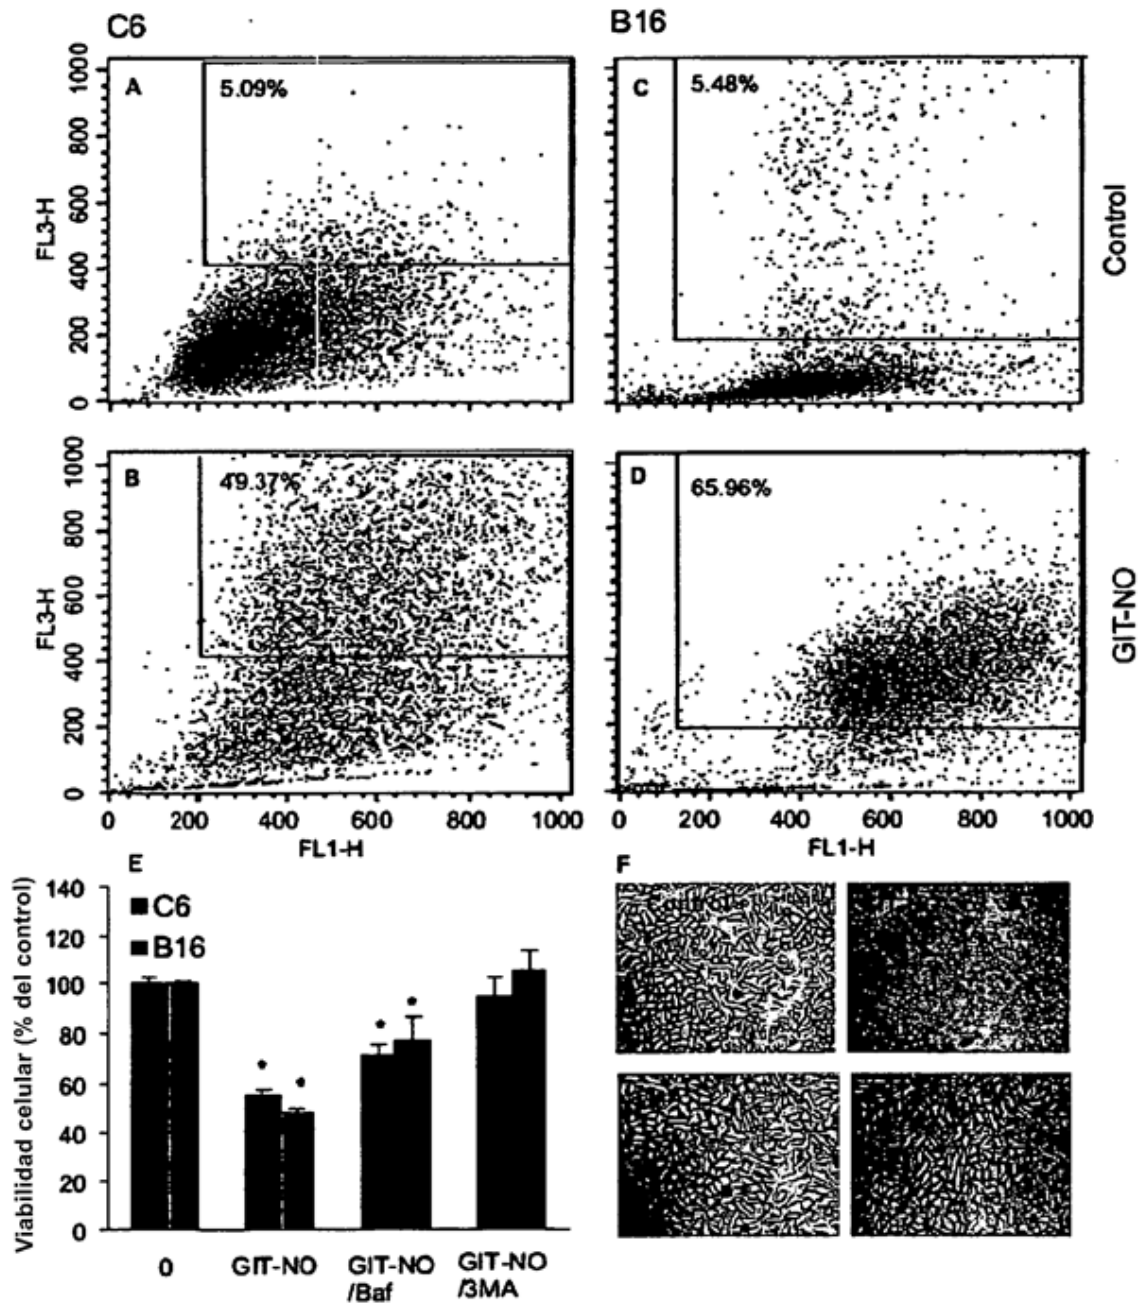 C6
B16
A
5.09%
1000
800
600
400
200
0
FL3-H
C
5.48%
Control
B
49.37%
1000
800
600
400
200
0
FL3-H
0 200 400 600 800 1000
FL1-H
D
65.96%
GIT-NO
0 200 400 600 800 1000
FL1-H
E
140
120
100
80
60
40
20
0
Viabilidad celular (% del control)
C6
B16
* * * *
0
GIT-NO
GIT-NO
/Baf
GIT-NO
/3MA
F